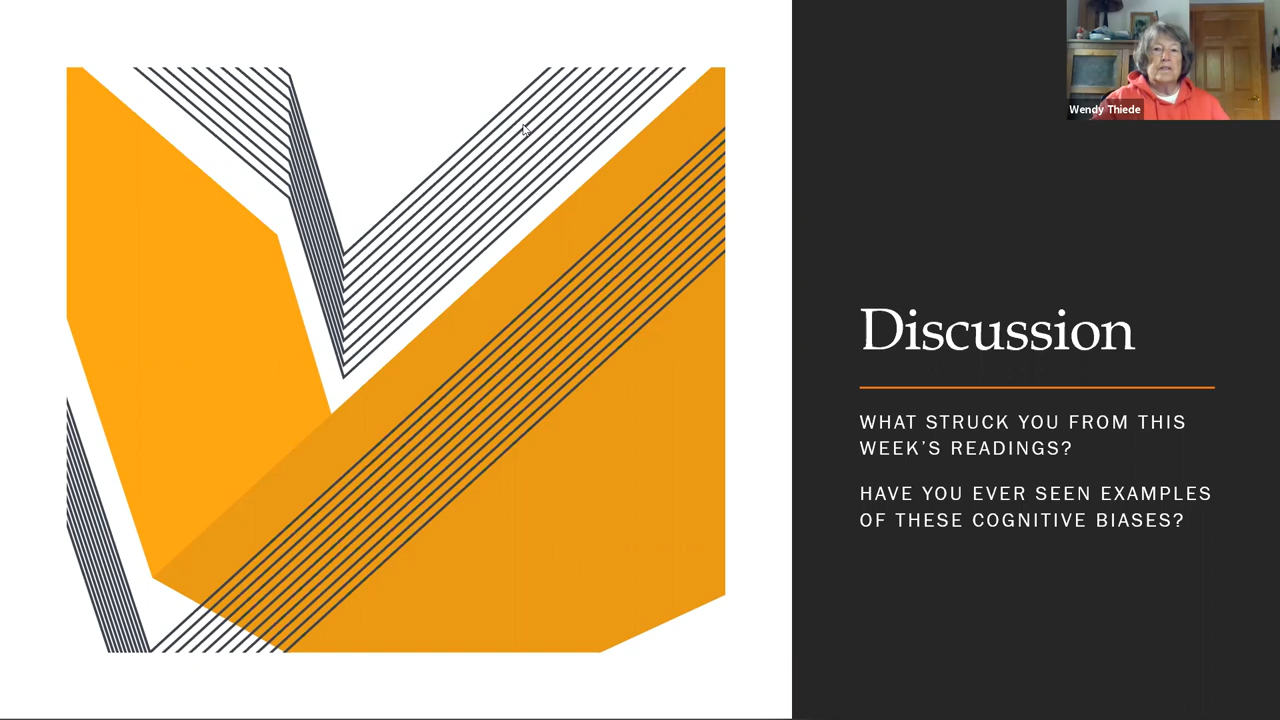 Wendy Thiede
Discussion
WHAT STRUCK YOU FROM THIS
WEEK’S READINGS?
HAVE YOU EVER SEEN EXAMPLES
OF THESE COGNITIVE BIASES?